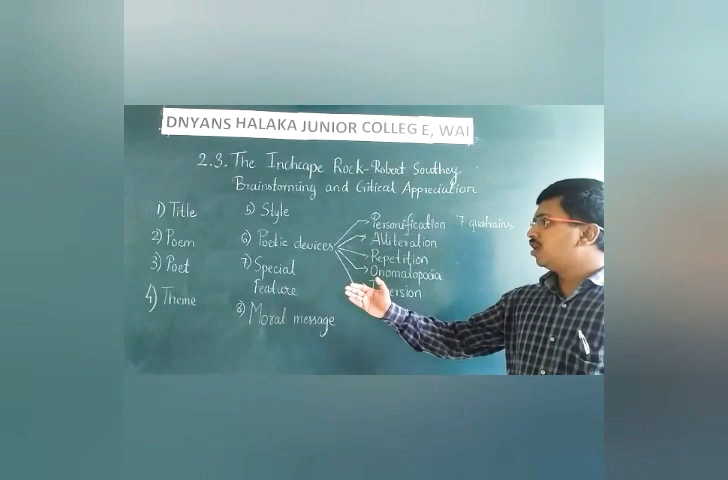 DNYANS HALAKA JUNIOR COLLEG E, WAI
2.3. The Inchcape Rock-Robert Southey
Brainstorming and Critical Appreciation
1) Title
2) Poem
3) Poet
4) Theme
5) Style
6) Poetic devices
7) Special
Feature
8) Moral message
Personification
7 quatrains
Alliteration
Repetition
Onomatopoeia